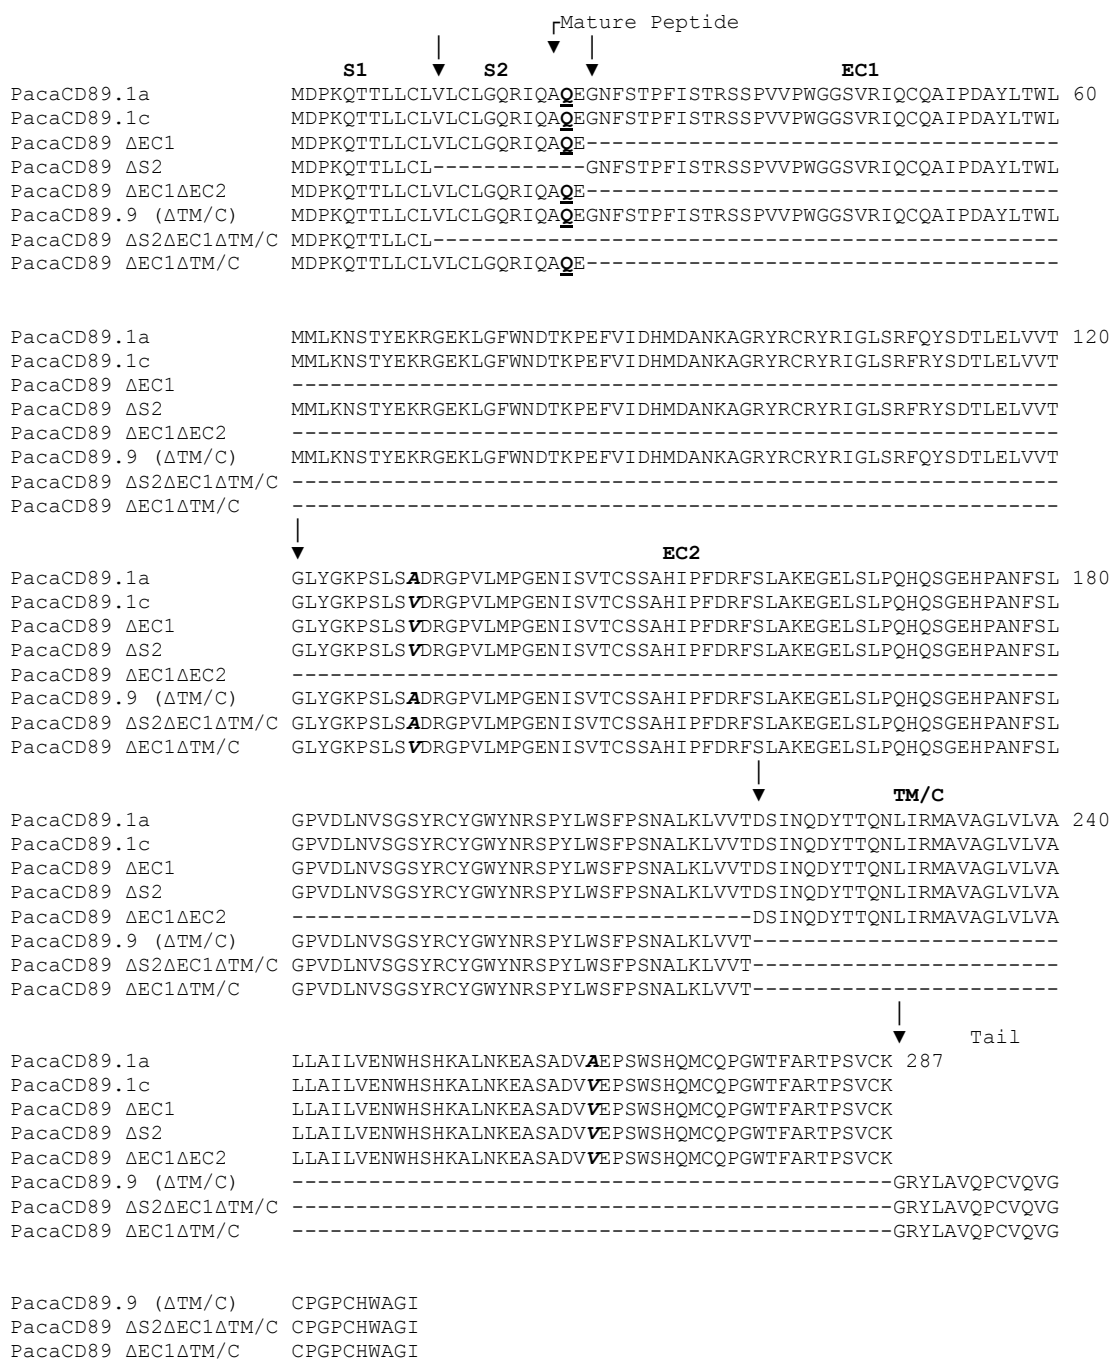 Mature Peptide
S1 S2 EC1
PacaCD89.1a MDPKQTTLLCLVLCLGQRIQAQEGNFSTPFISTRSSPVVPWGGSVRIQCQAIPDAYLTWL 60
PacaCD89.1c MDPKQTTLLCLVLCLGQRIQAQEGNFSTPFISTRSSPVVPWGGSVRIQCQAIPDAYLTWL
PacaCD89 ΔEC1 MDPKQTTLLCLVLCLGQRIQAQE-------------------------------------
PacaCD89 ΔS2 MDPKQTTLLCL------------GNFSTPFISTRSSPVVPWGGSVRIQCQAIPDAYLTWL
PacaCD89 ΔEC1ΔEC2 MDPKQTTLLCLVLCLGQRIQAQE-------------------------------------
PacaCD89.9 (ΔTM/C) MDPKQTTLLCLVLCLGQRIQAQEGNFSTPFISTRSSPVVPWGGSVRIQCQAIPDAYLTWL
PacaCD89 ΔS2ΔEC1ΔTM/C MDPKQTTLLCL-------------------------------------------------
PacaCD89 ΔEC1ΔTM/C MDPKQTTLLCLVLCLGQRIQAQE-------------------------------------
PacaCD89.1a MMLKNSTYEKRGEKLGFWNDTKPEFVIDHMDANKAGRYRCRYRIGLSRFQYSDTLELVVT 120
PacaCD89.1c MMLKNSTYEKRGEKLGFWNDTKPEFVIDHMDANKAGRYRCRYRIGLSRFRYSDTLELVVT
PacaCD89 ΔEC1 ------------------------------------------------------------
PacaCD89 ΔS2 MMLKNSTYEKRGEKLGFWNDTKPEFVIDHMDANKAGRYRCRYRIGLSRFRYSDTLELVVT
PacaCD89 ΔEC1ΔEC2 ------------------------------------------------------------
PacaCD89.9 (ΔTM/C) MMLKNSTYEKRGEKLGFWNDTKPEFVIDHMDANKAGRYRCRYRIGLSRFQYSDTLELVVT
PacaCD89 ΔS2ΔEC1ΔTM/C ------------------------------------------------------------
PacaCD89 ΔEC1ΔTM/C ------------------------------------------------------------
EC2
PacaCD89.1a GLYGKPSLSADRGPVLMPGENISVTCSSAHIPFDRFSLAKEGELSLPQHQSGEHPANFSL 180
PacaCD89.1c GLYGKPSLSVDRGPVLMPGENISVTCSSAHIPFDRFSLAKEGELSLPQHQSGEHPANFSL
PacaCD89 ΔEC1 GLYGKPSLSVDRGPVLMPGENISVTCSSAHIPFDRFSLAKEGELSLPQHQSGEHPANFSL
PacaCD89 ΔS2 GLYGKPSLSVDRGPVLMPGENISVTCSSAHIPFDRFSLAKEGELSLPQHQSGEHPANFSL
PacaCD89 ΔEC1ΔEC2 ------------------------------------------------------------
PacaCD89.9 (ΔTM/C) GLYGKPSLSADRGPVLMPGENISVTCSSAHIPFDRFSLAKEGELSLPQHQSGEHPANFSL
PacaCD89 ΔS2ΔEC1ΔTM/C GLYGKPSLSADRGPVLMPGENISVTCSSAHIPFDRFSLAKEGELSLPQHQSGEHPANFSL
PacaCD89 ΔEC1ΔTM/C GLYGKPSLSVDRGPVLMPGENISVTCSSAHIPFDRFSLAKEGELSLPQHQSGEHPANFSL
TM/C
PacaCD89.1a GPVDLNVSGSYRCYGWYNRSPYLWSFPSNALKLVVTDSINQDYTTQNLIRMAVAGLVLVA 240
PacaCD89.1c GPVDLNVSGSYRCYGWYNRSPYLWSFPSNALKLVVTDSINQDYTTQNLIRMAVAGLVLVA
PacaCD89 ΔEC1 GPVDLNVSGSYRCYGWYNRSPYLWSFPSNALKLVVTDSINQDYTTQNLIRMAVAGLVLVA
PacaCD89 ΔS2 GPVDLNVSGSYRCYGWYNRSPYLWSFPSNALKLVVTDSINQDYTTQNLIRMAVAGLVLVA
PacaCD89 ΔEC1ΔEC2 ------------------------------------DSINQDYTTQNLIRMAVAGLVLVA
PacaCD89.9 (ΔTM/C) GPVDLNVSGSYRCYGWYNRSPYLWSFPSNALKLVVT------------------------
PacaCD89 ΔS2ΔEC1ΔTM/C GPVDLNVSGSYRCYGWYNRSPYLWSFPSNALKLVVT------------------------
PacaCD89 ΔEC1ΔTM/C GPVDLNVSGSYRCYGWYNRSPYLWSFPSNALKLVVT------------------------
Tail
PacaCD89.1a LLAILVENWHSHKALNKEASADVAEPSWSHQMCQPGWTFARTPSVCK 287
PacaCD89.1c LLAILVENWHSHKALNKEASADVVEPSWSHQMCQPGWTFARTPSVCK
PacaCD89 ΔEC1 LLAILVENWHSHKALNKEASADVVEPSWSHQMCQPGWTFARTPSVCK
PacaCD89 ΔS2 LLAILVENWHSHKALNKEASADVVEPSWSHQMCQPGWTFARTPSVCK
PacaCD89 ΔEC1ΔEC2 LLAILVENWHSHKALNKEASADVVEPSWSHQMCQPGWTFARTPSVCK
PacaCD89.9 (ΔTM/C) -----------------------------------------------GRYLAVQPCVQVG
PacaCD89 ΔS2ΔEC1ΔTM/C -----------------------------------------------GRYLAVQPCVQVG
PacaCD89 ΔEC1ΔTM/C -----------------------------------------------GRYLAVQPCVQVG
PacaCD89.9 (ΔTM/C) CPGPCHWAGI
PacaCD89 ΔS2ΔEC1ΔTM/C CPGPCHWAGI
PacaCD89 ΔEC1ΔTM/C CPGPCHWAGI